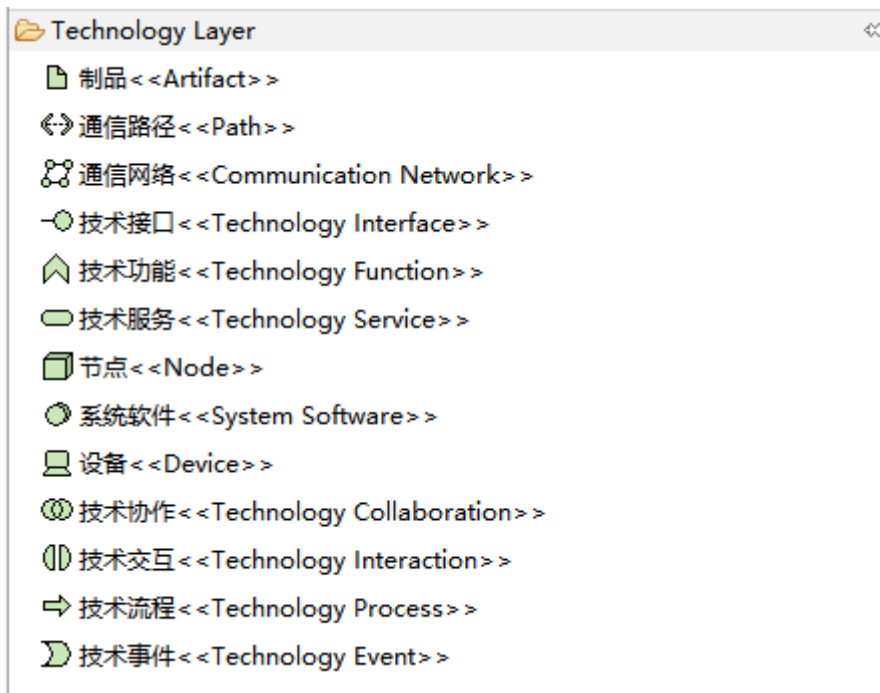 Technology Layer
制品<<Artifact>>
通信路径<<Path>>
通信网络<<Communication Network>>
技术接口<<Technology Interface>>
技术功能<<Technology Function>>
技术服务<<Technology Service>>
节点<<Node>>
系统软件<<System Software>>
设备<<Device>>
技术协作<<Technology Collaboration>>
技术交互<<Technology Interaction>>
技术流程<<Technology Process>>
技术事件<<Technology Event>>